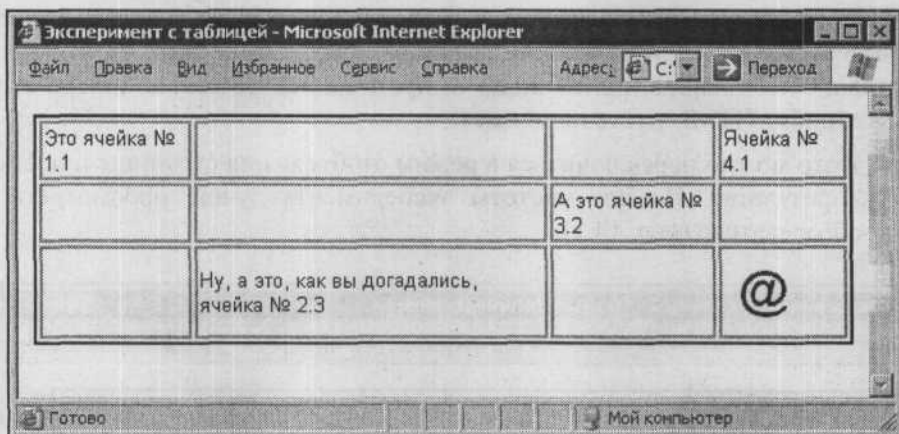 Эксперимент с таблицей - Microsoft Internet Explorer
Файл Правка Вид Избранное Сервис Справка Адрес: C:\ Переход
Это ячейка №
1.1
Ячейка №
4.1
А это ячейка №
3.2
Ну, а это, как вы догадались,
ячейка № 2.3
@
Готово Мой компьютер